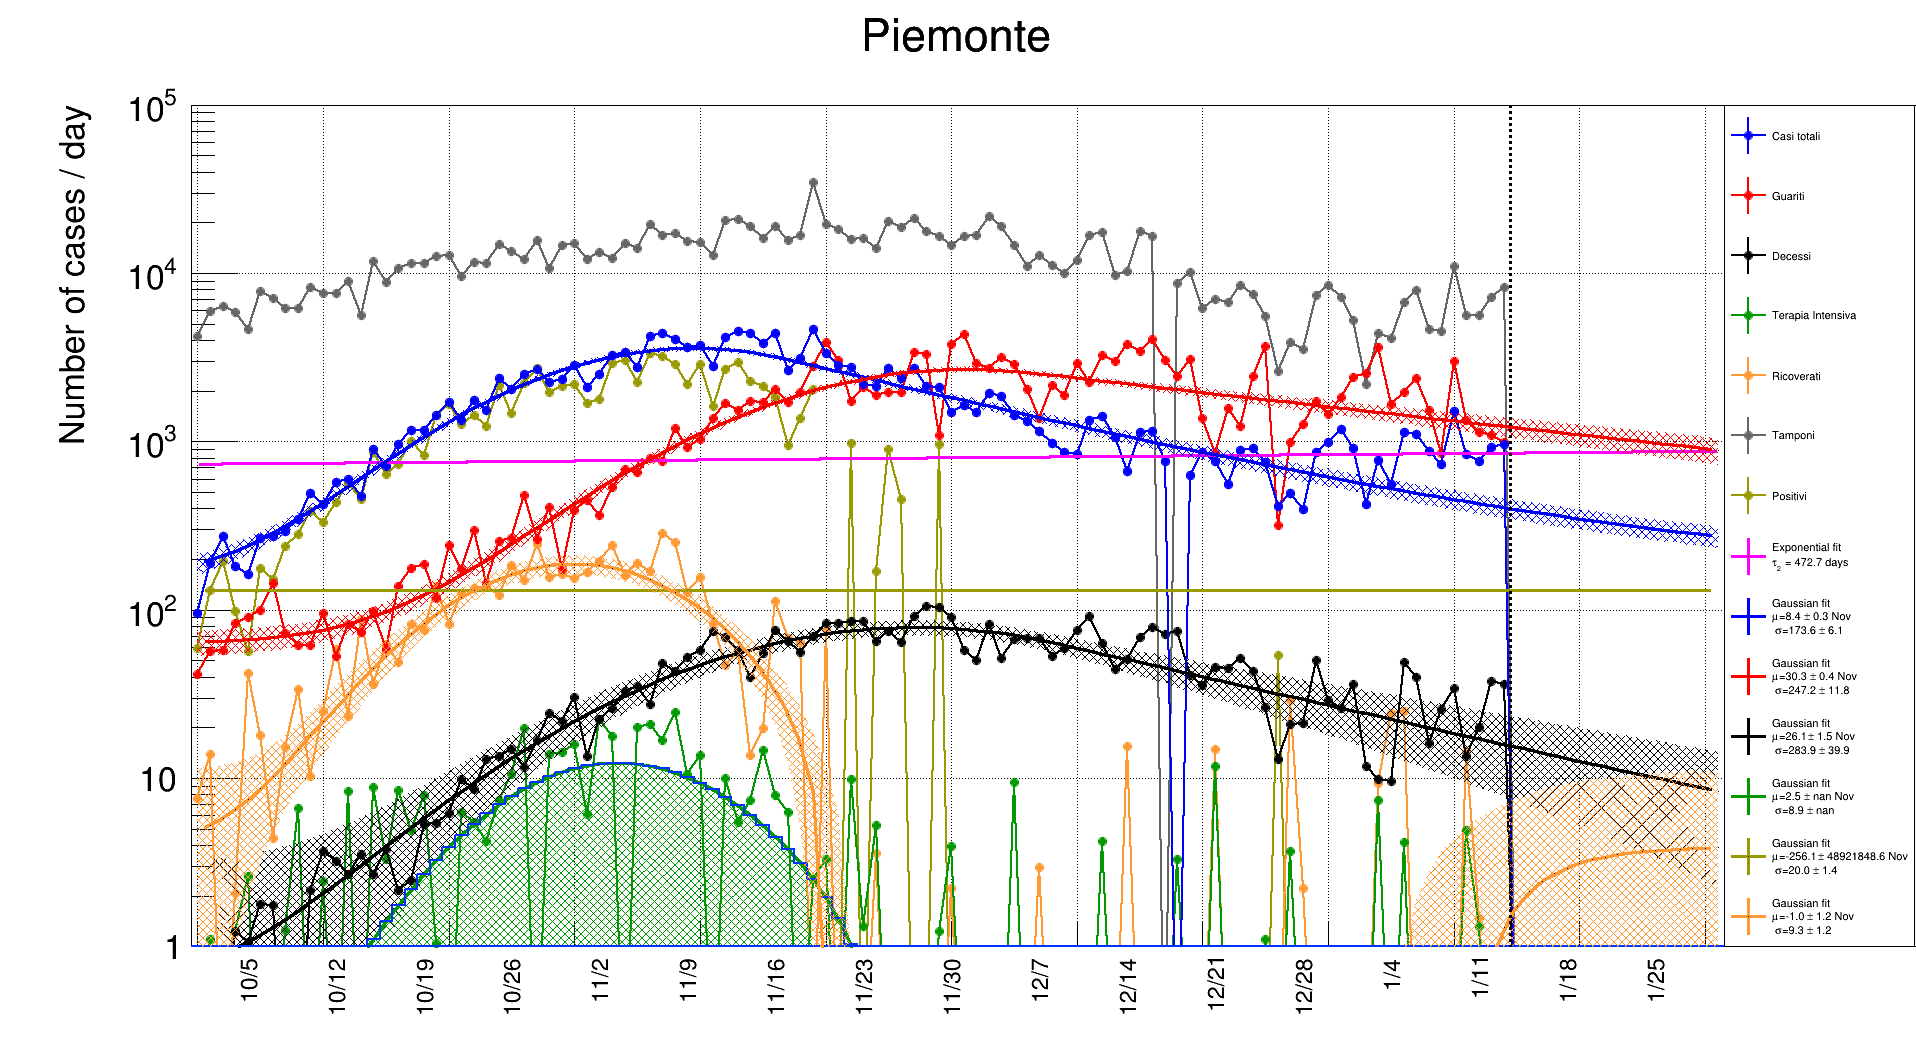 Piemonte
Number of cases / day
10^5
10^4
10^3
10^2
10
1
10/5
10/12
10/19
10/26
11/2
11/9
11/16
11/23
11/30
12/7
12/14
12/21
12/28
1/4
1/11
1/18
1/25
Casi totali
Guariti
Decessi
Terapia Intensiva
Ricoverati
Tamponi
Positivi
Exponential fit
τ_2 = 472.7 days
Gaussian fit
μ=8.4 ± 0.3 Nov
σ=173.6 ± 6.1
Gaussian fit
μ=30.3 ± 0.4 Nov
σ=247.2 ± 11.8
Gaussian fit
μ=26.1 ± 1.5 Nov
σ=283.9 ± 39.9
Gaussian fit
μ=2.5 ± nan Nov
σ=8.9 ± nan
Gaussian fit
μ=-256.1 ± 48921848.6 Nov
σ=20.0 ± 1.4
Gaussian fit
μ=-1.0 ± 1.2 Nov
σ=9.3 ± 1.2